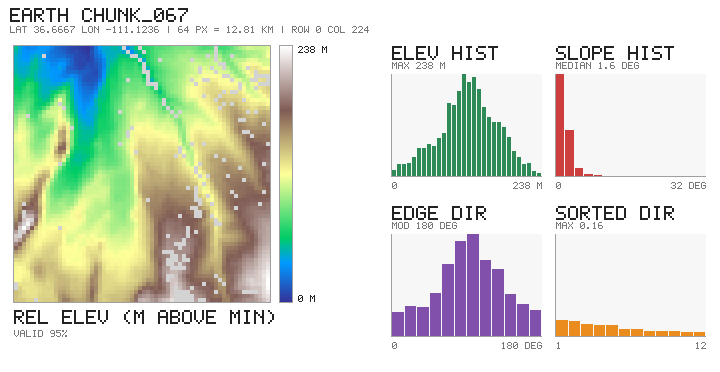 EARTH CHUNK_067
LAT 36.6667 LON -111.1236 | 64 PX = 12.81 KM | ROW 0 COL 224
238 M
0 M
REL ELEV (M ABOVE MIN)
VALID 95%
ELEV HIST
MAX 238 M
0 238 M
SLOPE HIST
MEDIAN 1.6 DEG
0 32 DEG
EDGE DIR
MOD 180 DEG
0 180 DEG
SORTED DIR
MAX 0.16
1 12